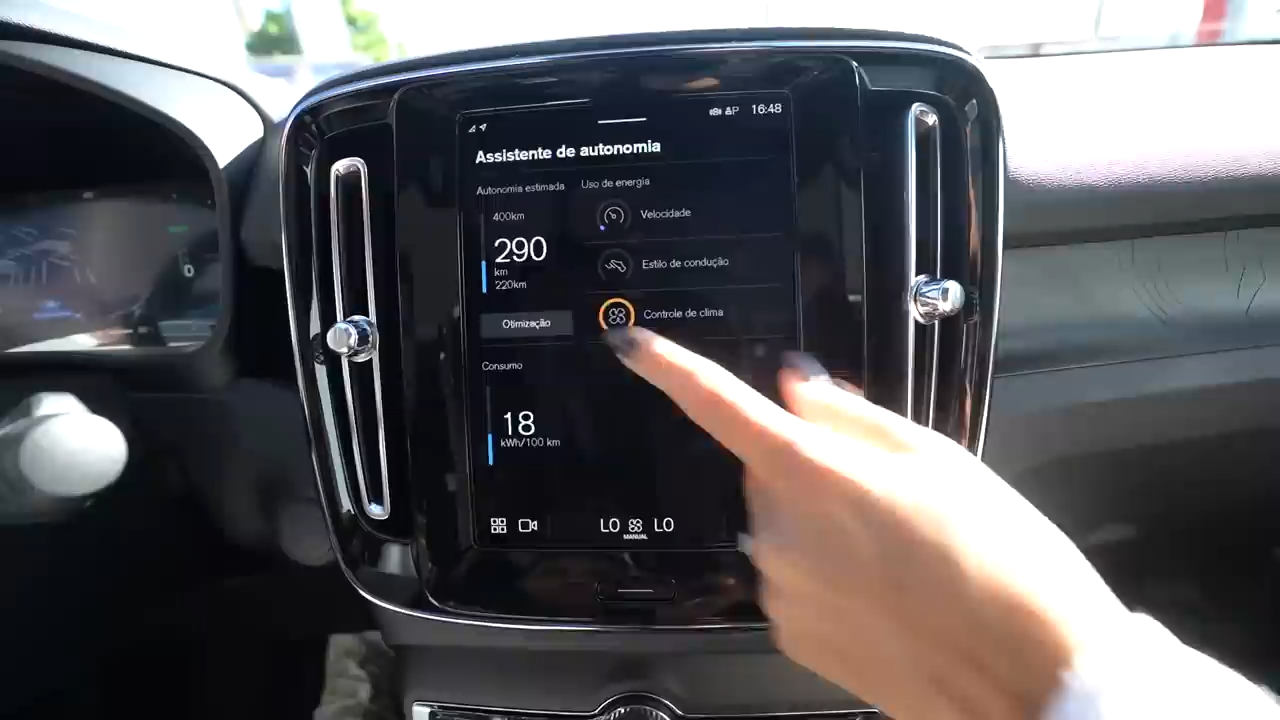 16:48
Assistente de autonomia
Autonomia estimada
Uso de energia
400km
290
km
220km
Velocidade
Estilo de condução
Controle de clima
Otimização
Consumo
18
kWh/100 km
LO LO
MANUAL
0